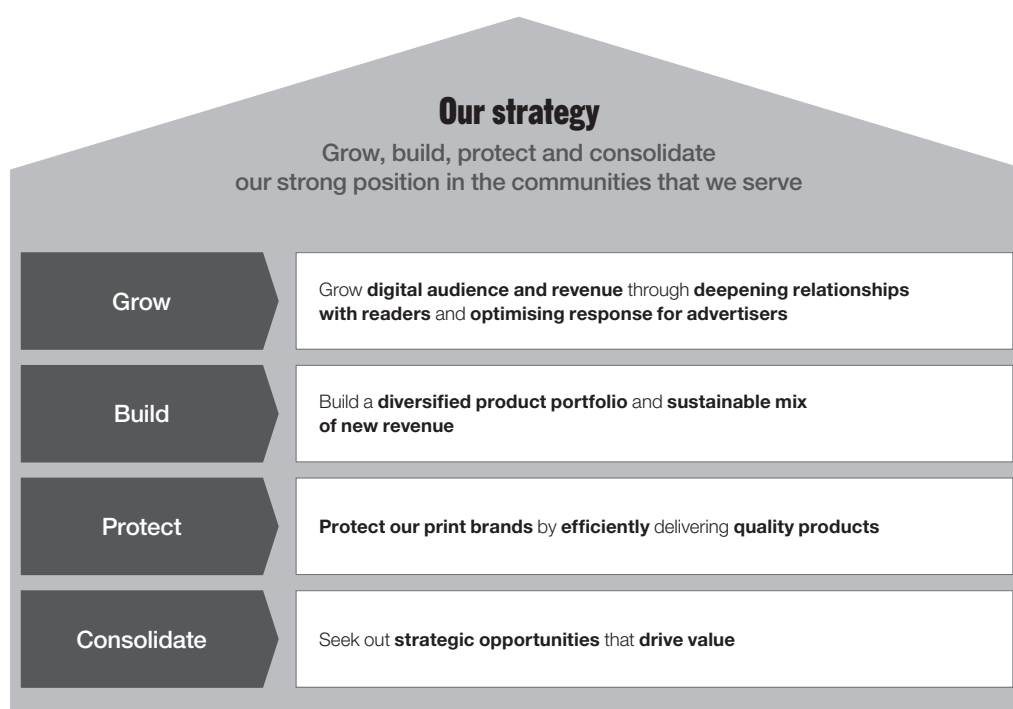 Our strategy
Grow, build, protect and consolidate
our strong position in the communities that we serve
Grow
Grow digital audience and revenue through deepening relationships
with readers and optimising response for advertisers
Build
Build a diversified product portfolio and sustainable mix
of new revenue
Protect
Protect our print brands by efficiently delivering quality products
Consolidate
Seek out strategic opportunities that drive value